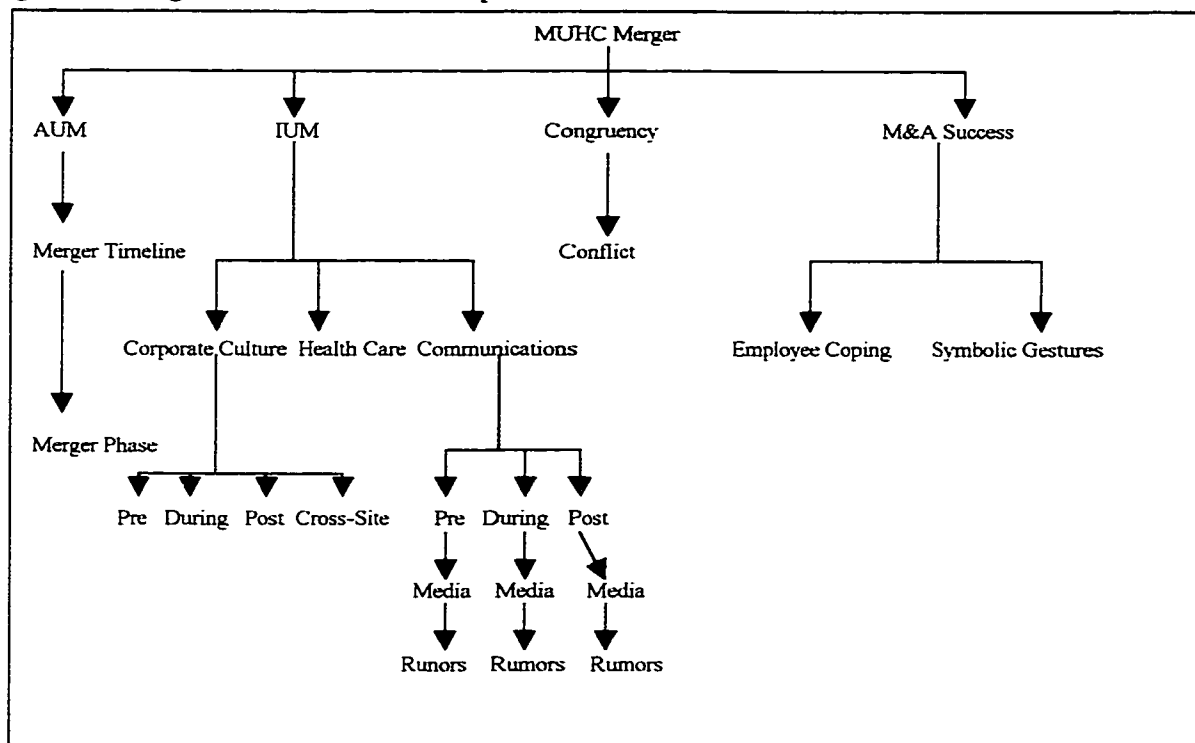 MUHC Merger
AUM IUM Congruency M&A Success
Merger Timeline Conflict
Corporate Culture Health Care Communications Employee Coping Symbolic Gestures
Merger Phase
Pre During Post Cross-Site Pre During Post
Media Media Media
Runors Rumors Rumors